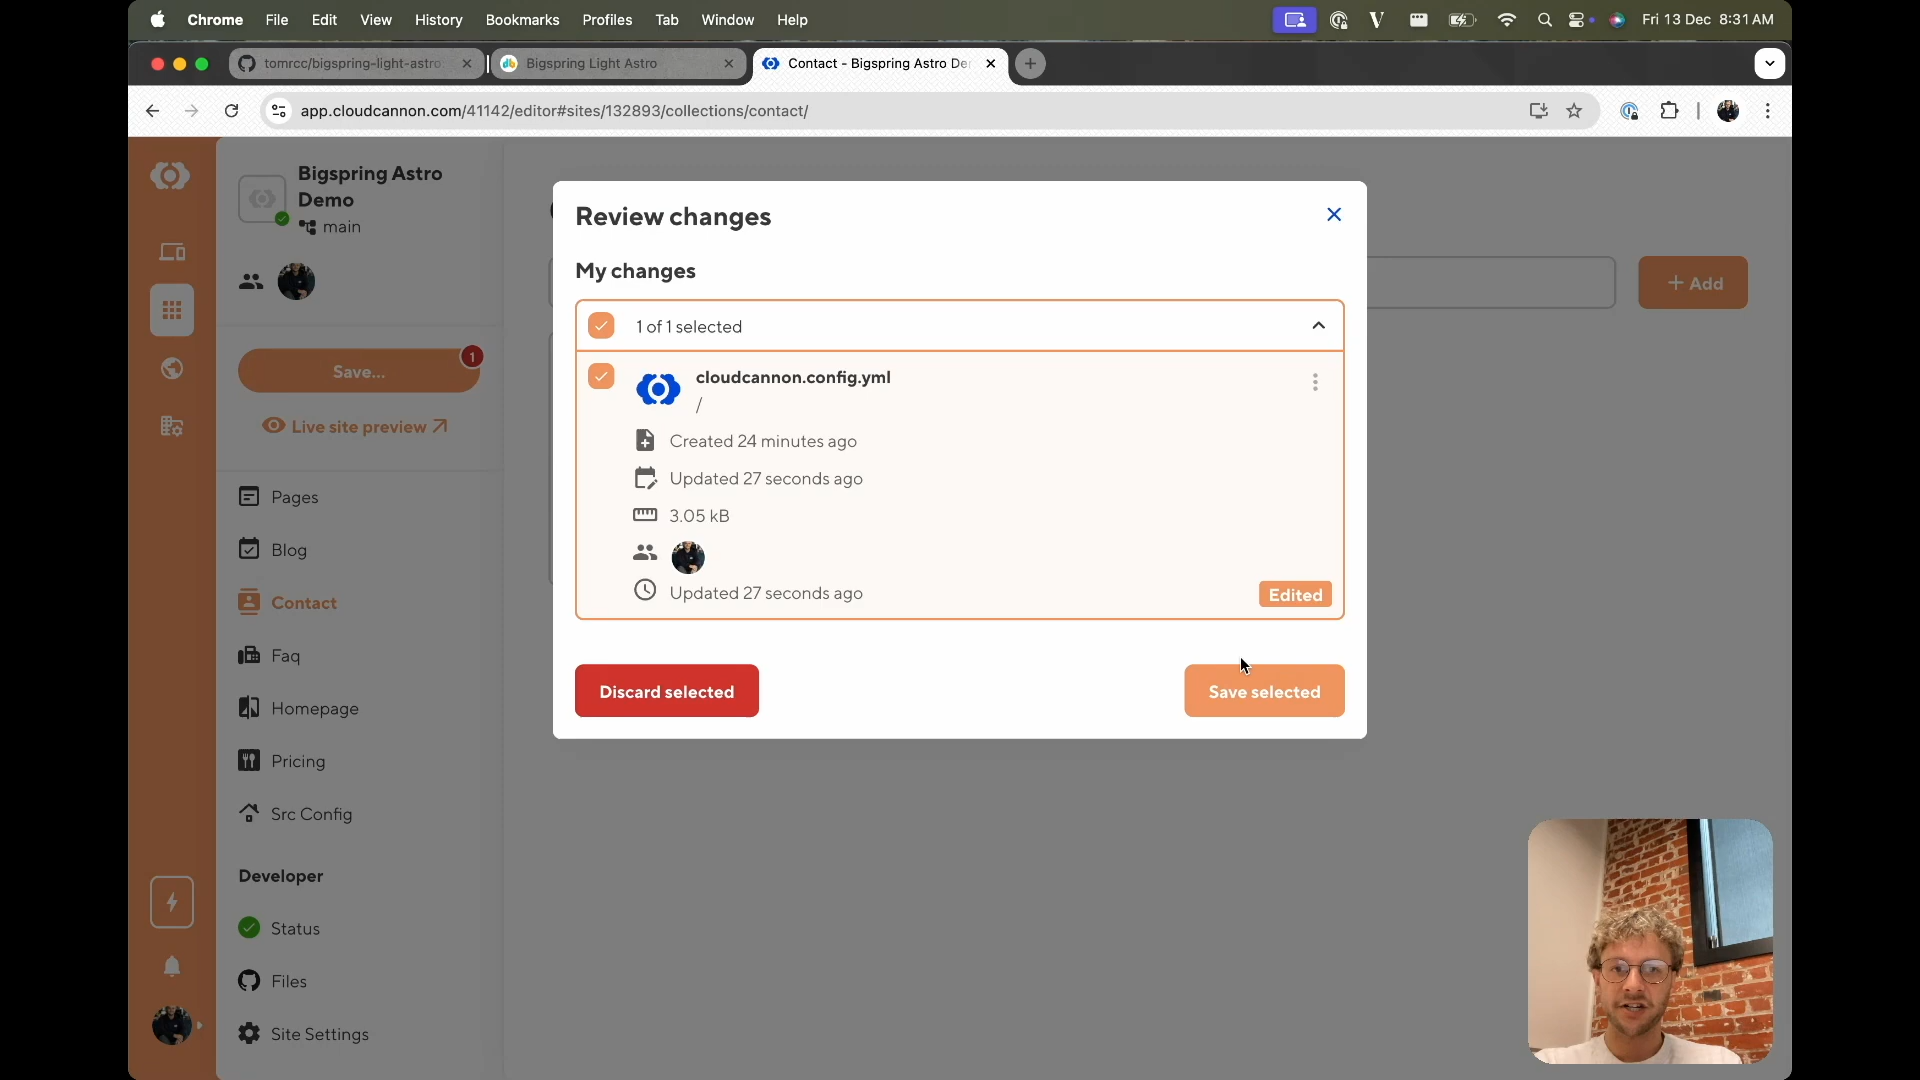 Chrome File Edit View History Bookmarks Profiles Tab Window Help Fri 13 Dec 8:31 AM
tomrcc/bigspring-light-astro Bigspring Light Astro Contact - Bigspring Astro De
app.cloudcannon.com/41142/editor#sites/132893/collections/contact/
Bigspring Astro
Demo
main
Save...
1
Live site preview
Pages
Blog
Contact
Faq
Homepage
Pricing
Src Config
Developer
Status
Files
Site Settings
+ Add
Review changes
My changes
1 of 1 selected
cloudcannon.config.yml
/
Created 24 minutes ago
Updated 27 seconds ago
3.05 kB
Updated 27 seconds ago
Edited
Discard selected
Save selected